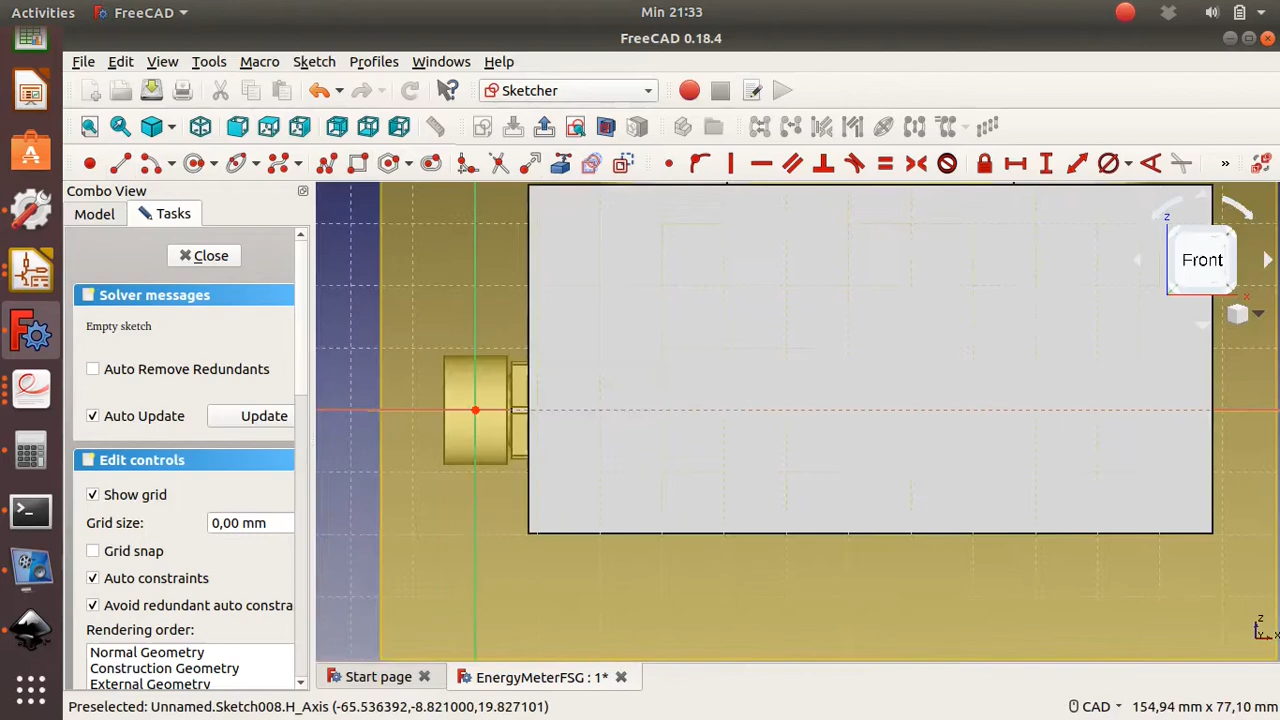 Activities FreeCAD Min 21:33
FreeCAD 0.18.4
File Edit View Tools Macro Sketch Profiles Windows Help
Sketcher
»
Combo View
Model Tasks
Close
Solver messages
Empty sketch
Auto Remove Redundants
Auto Update Update
Edit controls
Show grid
Grid size: 0,00 mm
Grid snap
Auto constraints
Avoid redundant auto constra
Rendering order:
Normal Geometry
Construction Geometry
External Geometry
z
Front
x
z
Y
x
Start page EnergyMeterFSG : 1*
Preselected: Unnamed.Sketch008.H_Axis (-65.536392,-8.821000,19.827101) CAD 154,94 mm x 77,10 mm